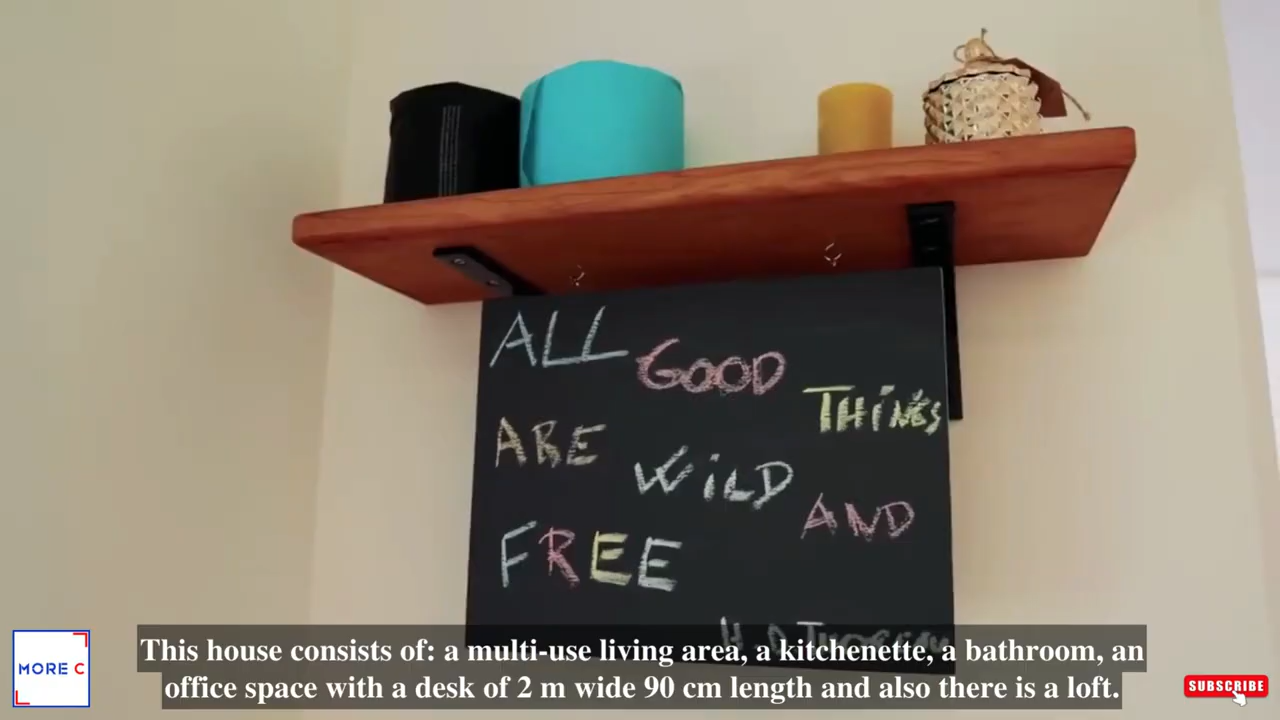 ALL GOOD THiNGS
ARE WiLD AND
FREE
H. D. THOREAU
This house consists of: a multi-use living area, a kitchenette, a bathroom, an
office space with a desk of 2 m wide 90 cm length and also there is a loft.
MORE C
SUBSCRIBE